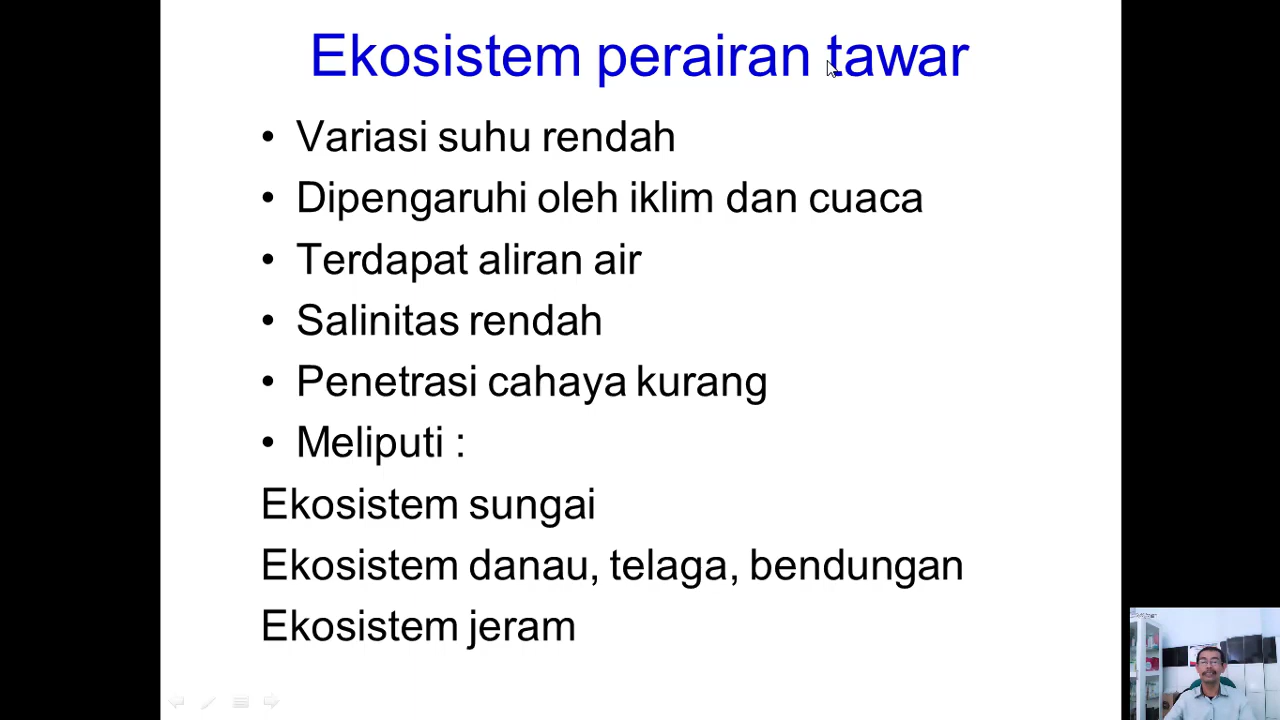 Ekosistem perairan tawar
• Variasi suhu rendah
• Dipengaruhi oleh iklim dan cuaca
• Terdapat aliran air
• Salinitas rendah
• Penetrasi cahaya kurang
• Meliputi :
Ekosistem sungai
Ekosistem danau, telaga, bendungan
Ekosistem jeram